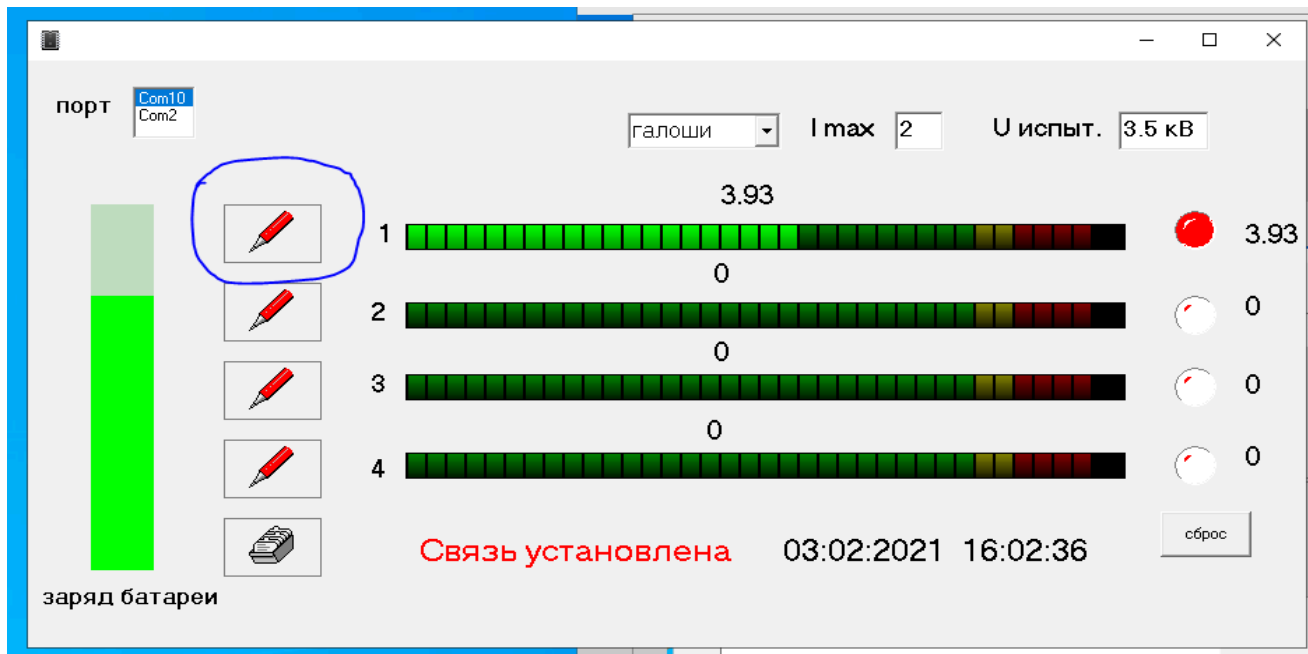 порт
Com10
Com2
галоши
I max 2
U испыт. 3.5 кВ
3.93
1
3.93
0
2
0
0
3
0
0
4
0
сброс
Связь установлена 03:02:2021 16:02:36
заряд батареи